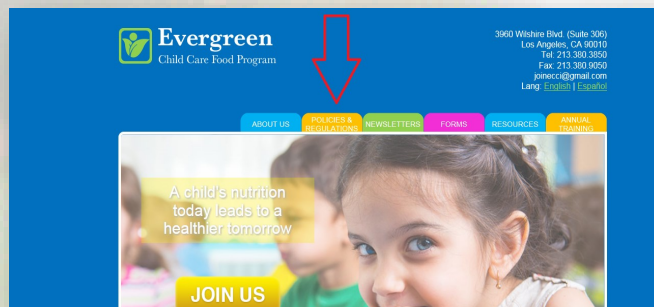 Evergreen
Child Care Food Program
3960 Wilshire Blvd. (Suite 306)
Los Angeles, CA 90010
Tel: 213.380.3850
Fax: 213.380.9050
joinecci@gmail.com
Lang: English | Español
ABOUT US
POLICIES &
REGULATIONS
NEWSLETTERS
FORMS
RESOURCES
ANNUAL
TRAINING
A child's nutrition
today leads to a
healthier tomorrow
JOIN US